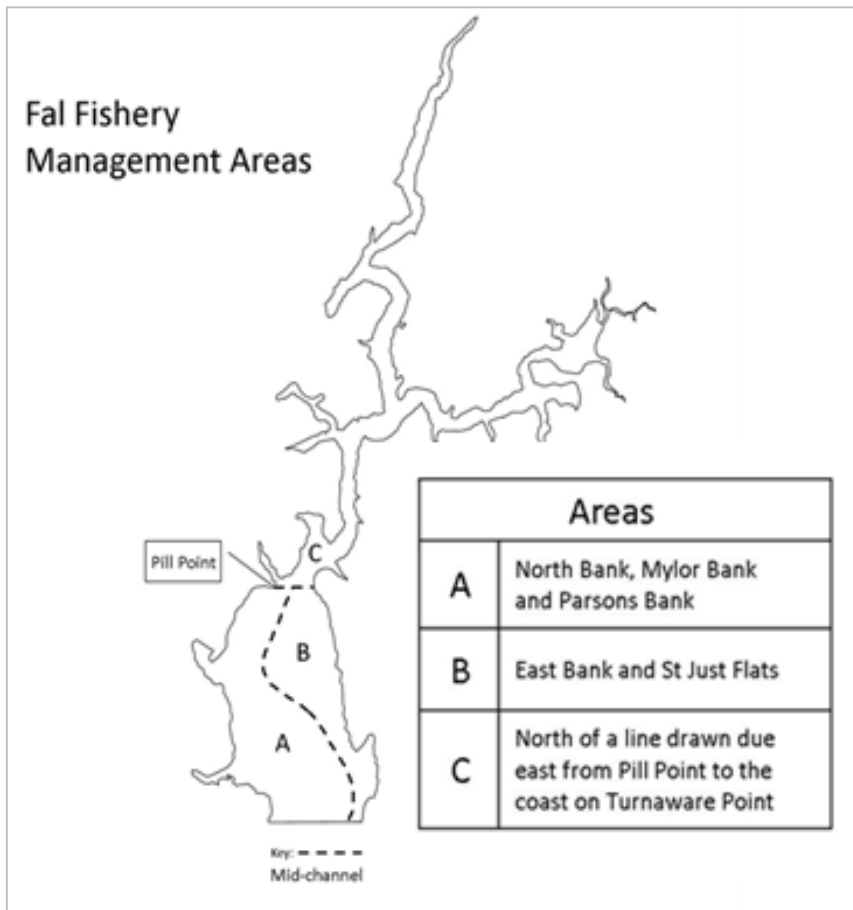 Fal Fishery
Management Areas
C
Pill Point
B
A
Key:
Mid-channel
Areas
A
North Bank, Mylor Bank
and Parsons Bank
B
East Bank and St Just Flats
C
North of a line drawn due
east from Pill Point to the
coast on Turnaware Point